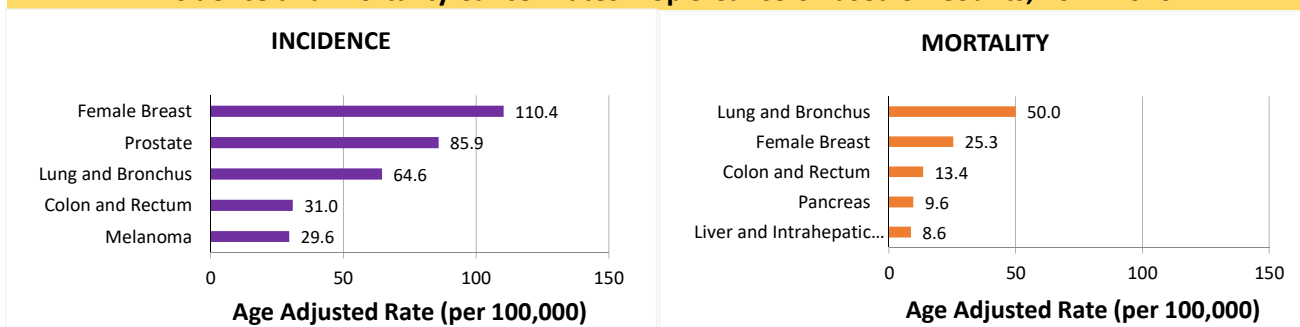 INCIDENCE
Female Breast
110.4
Prostate
85.9
Lung and Bronchus
64.6
Colon and Rectum
31.0
Melanoma
29.6
0 50 100 150
Age Adjusted Rate (per 100,000)
MORTALITY
Lung and Bronchus
50.0
Female Breast
25.3
Colon and Rectum
13.4
Pancreas
9.6
Liver and Intrahepatic...
8.6
0 50 100 150
Age Adjusted Rate (per 100,000)